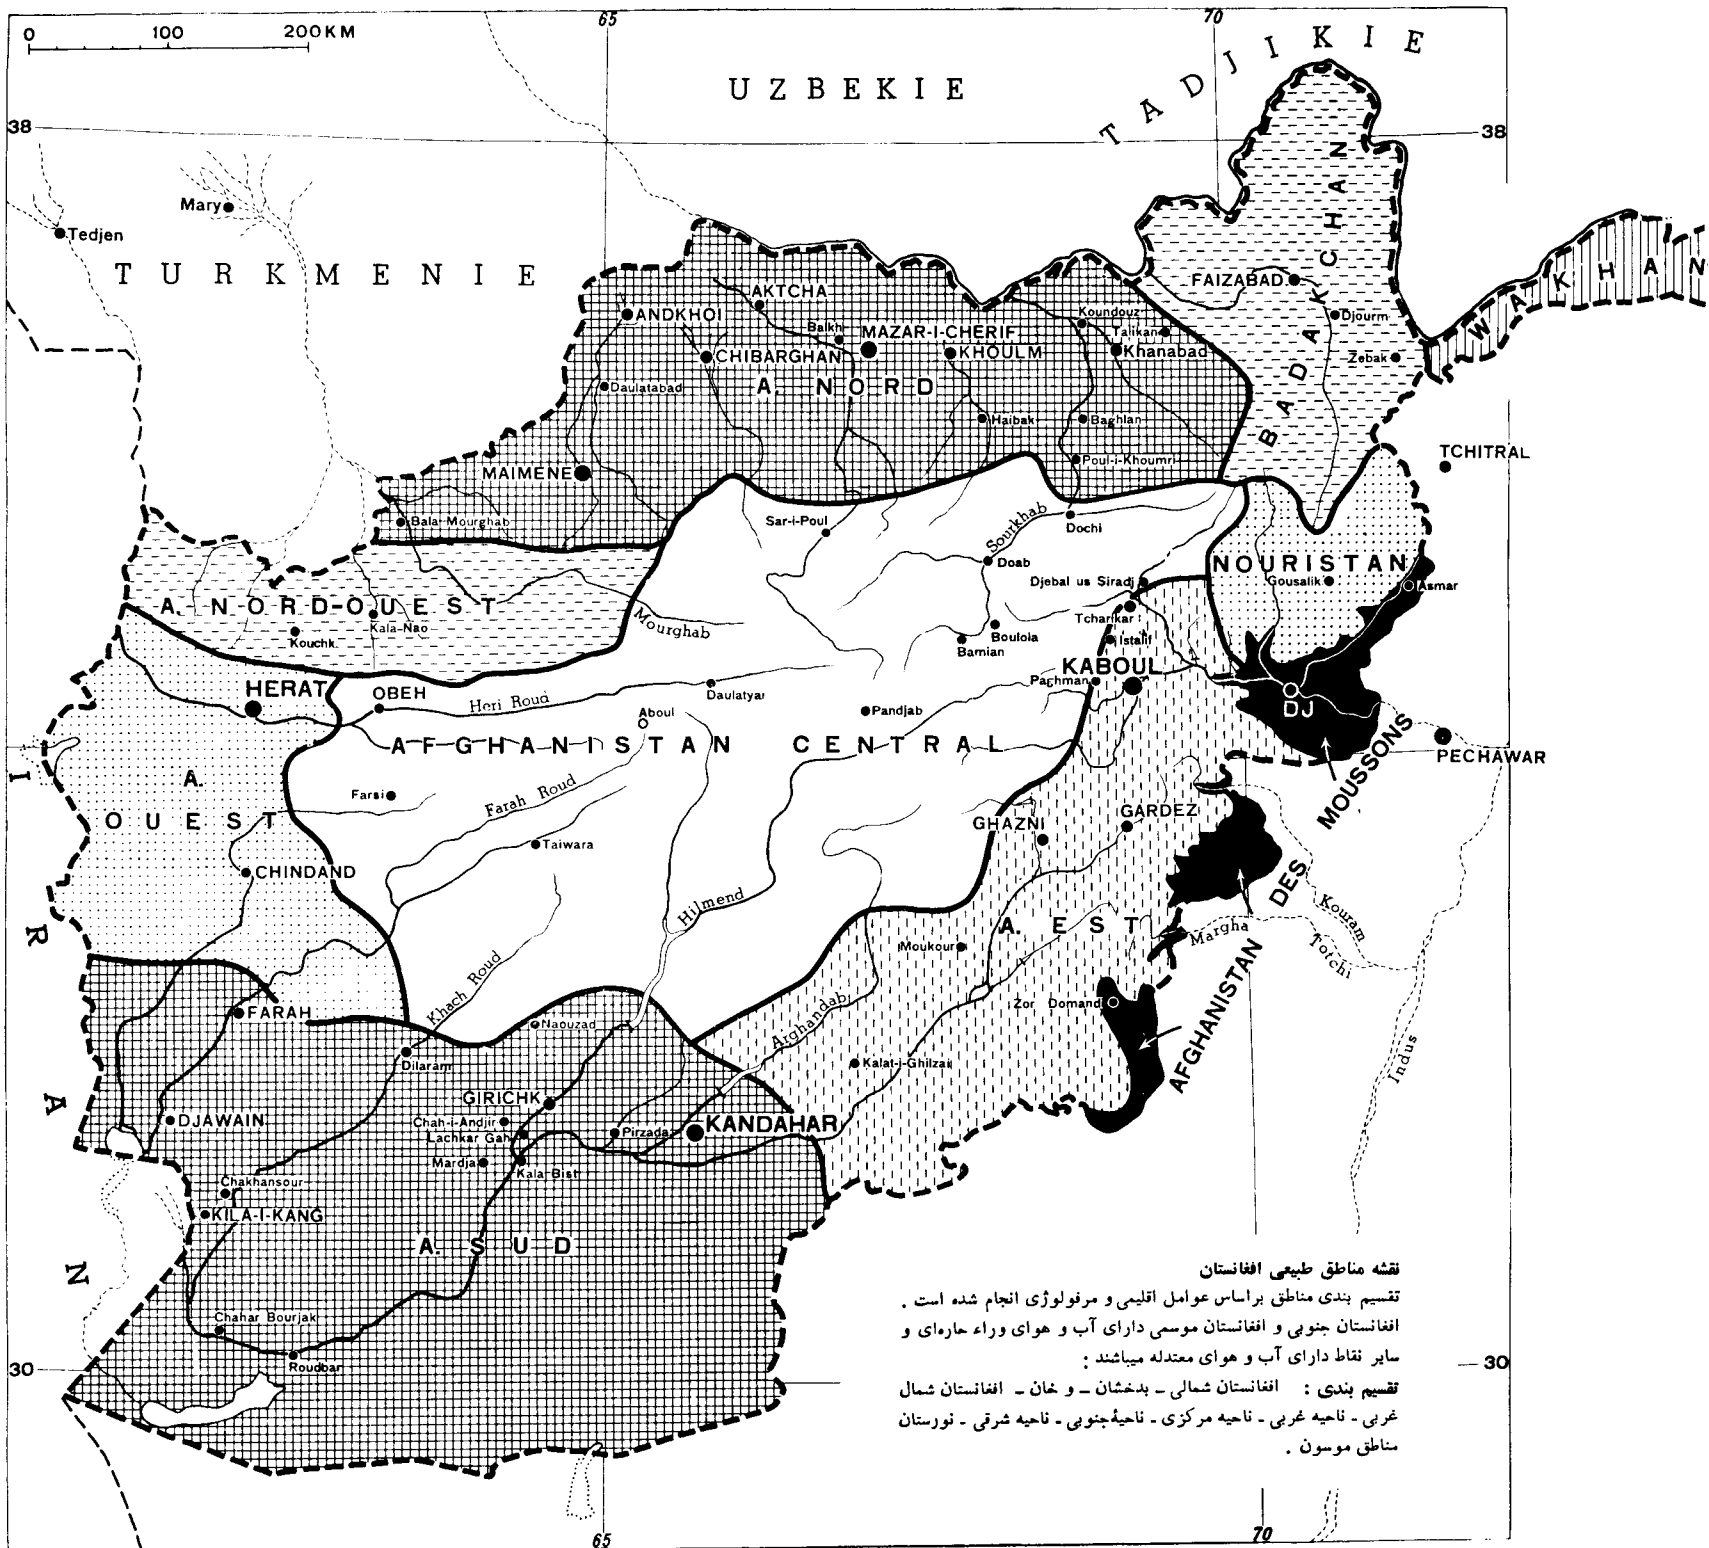 0 100 200 KM
65
70
UZBEKIE
TADJIKIE
38
38
Mary
Tedjen
TURKMENIE
BADAKCHAN
WAKHAN
FAIZABAD
AKTCHA
ANDKHOI
Balkh
MAZAR-I-CHERIF
Koundouz
Talikan
Djourm
CHIBARGHAN
KHOULM
Khanabad
Zebak
Daulatabad
A. NORD
Haibak
Baghlan
TCHITRAL
MAIMENE
Poul-i-Khoumri
Bala-Mourghab
Sar-i-Poul
Sourkhab
Dochi
Doab
NOURISTAN
Djebal us Siradj
Gousalik
Asmar
A. NORD-OUEST
Kala-Nao
Mourghab
Tcharikar
Kouchk
Boulola
Bamian
Istalif
KABOUL
HERAT
OBEH
Daulatyar
Paghman
Heri Roud
Aboul
Pandjab
DJ
AFGHANISTAN CENTRAL
PECHAWAR
IRAN
A. OUEST
Farsi
Farah Roud
AFGHANISTAN DES MOUSSONS
Taiwara
GHAZNI
GARDEZ
CHINDAND
Hilmend
A. EST
Kouram
Moukour
Margha
Totchi
Khach Roud
Zor Domand
FARAH
Naouzad
Arghandab
Dilaram
Kalat-i-Ghilzai
Indus
GIRICHK
DJAWAIN
Chah-i-Andjir
KANDAHAR
Lachkar Gah
Pirzada
Mardja
Kala-Bist
Chakhansour
KILA-I-KANG
A. SUD
Chahar Bourjak
Roudbar
30
30
نقشه مناطق طبیعی افغانستان
تقسیم بندی مناطق براساس عوامل اقلیمی و مرفولوژی انجام شده است .
افغانستان جنوبی و افغانستان موسمی دارای آب و هوای وراء حاره‌ای و
سایر نقاط دارای آب و هوای معتدله میباشند :
تقسیم بندی : افغانستان شمالی ـ بدخشان ـ و خان ـ افغانستان شمال
غربی ـ ناحیه غربی ـ ناحیه مرکزی ـ ناحیهٔ جنوبی ـ ناحیه شرقی ـ نورستان
مناطق موسون .
65
70